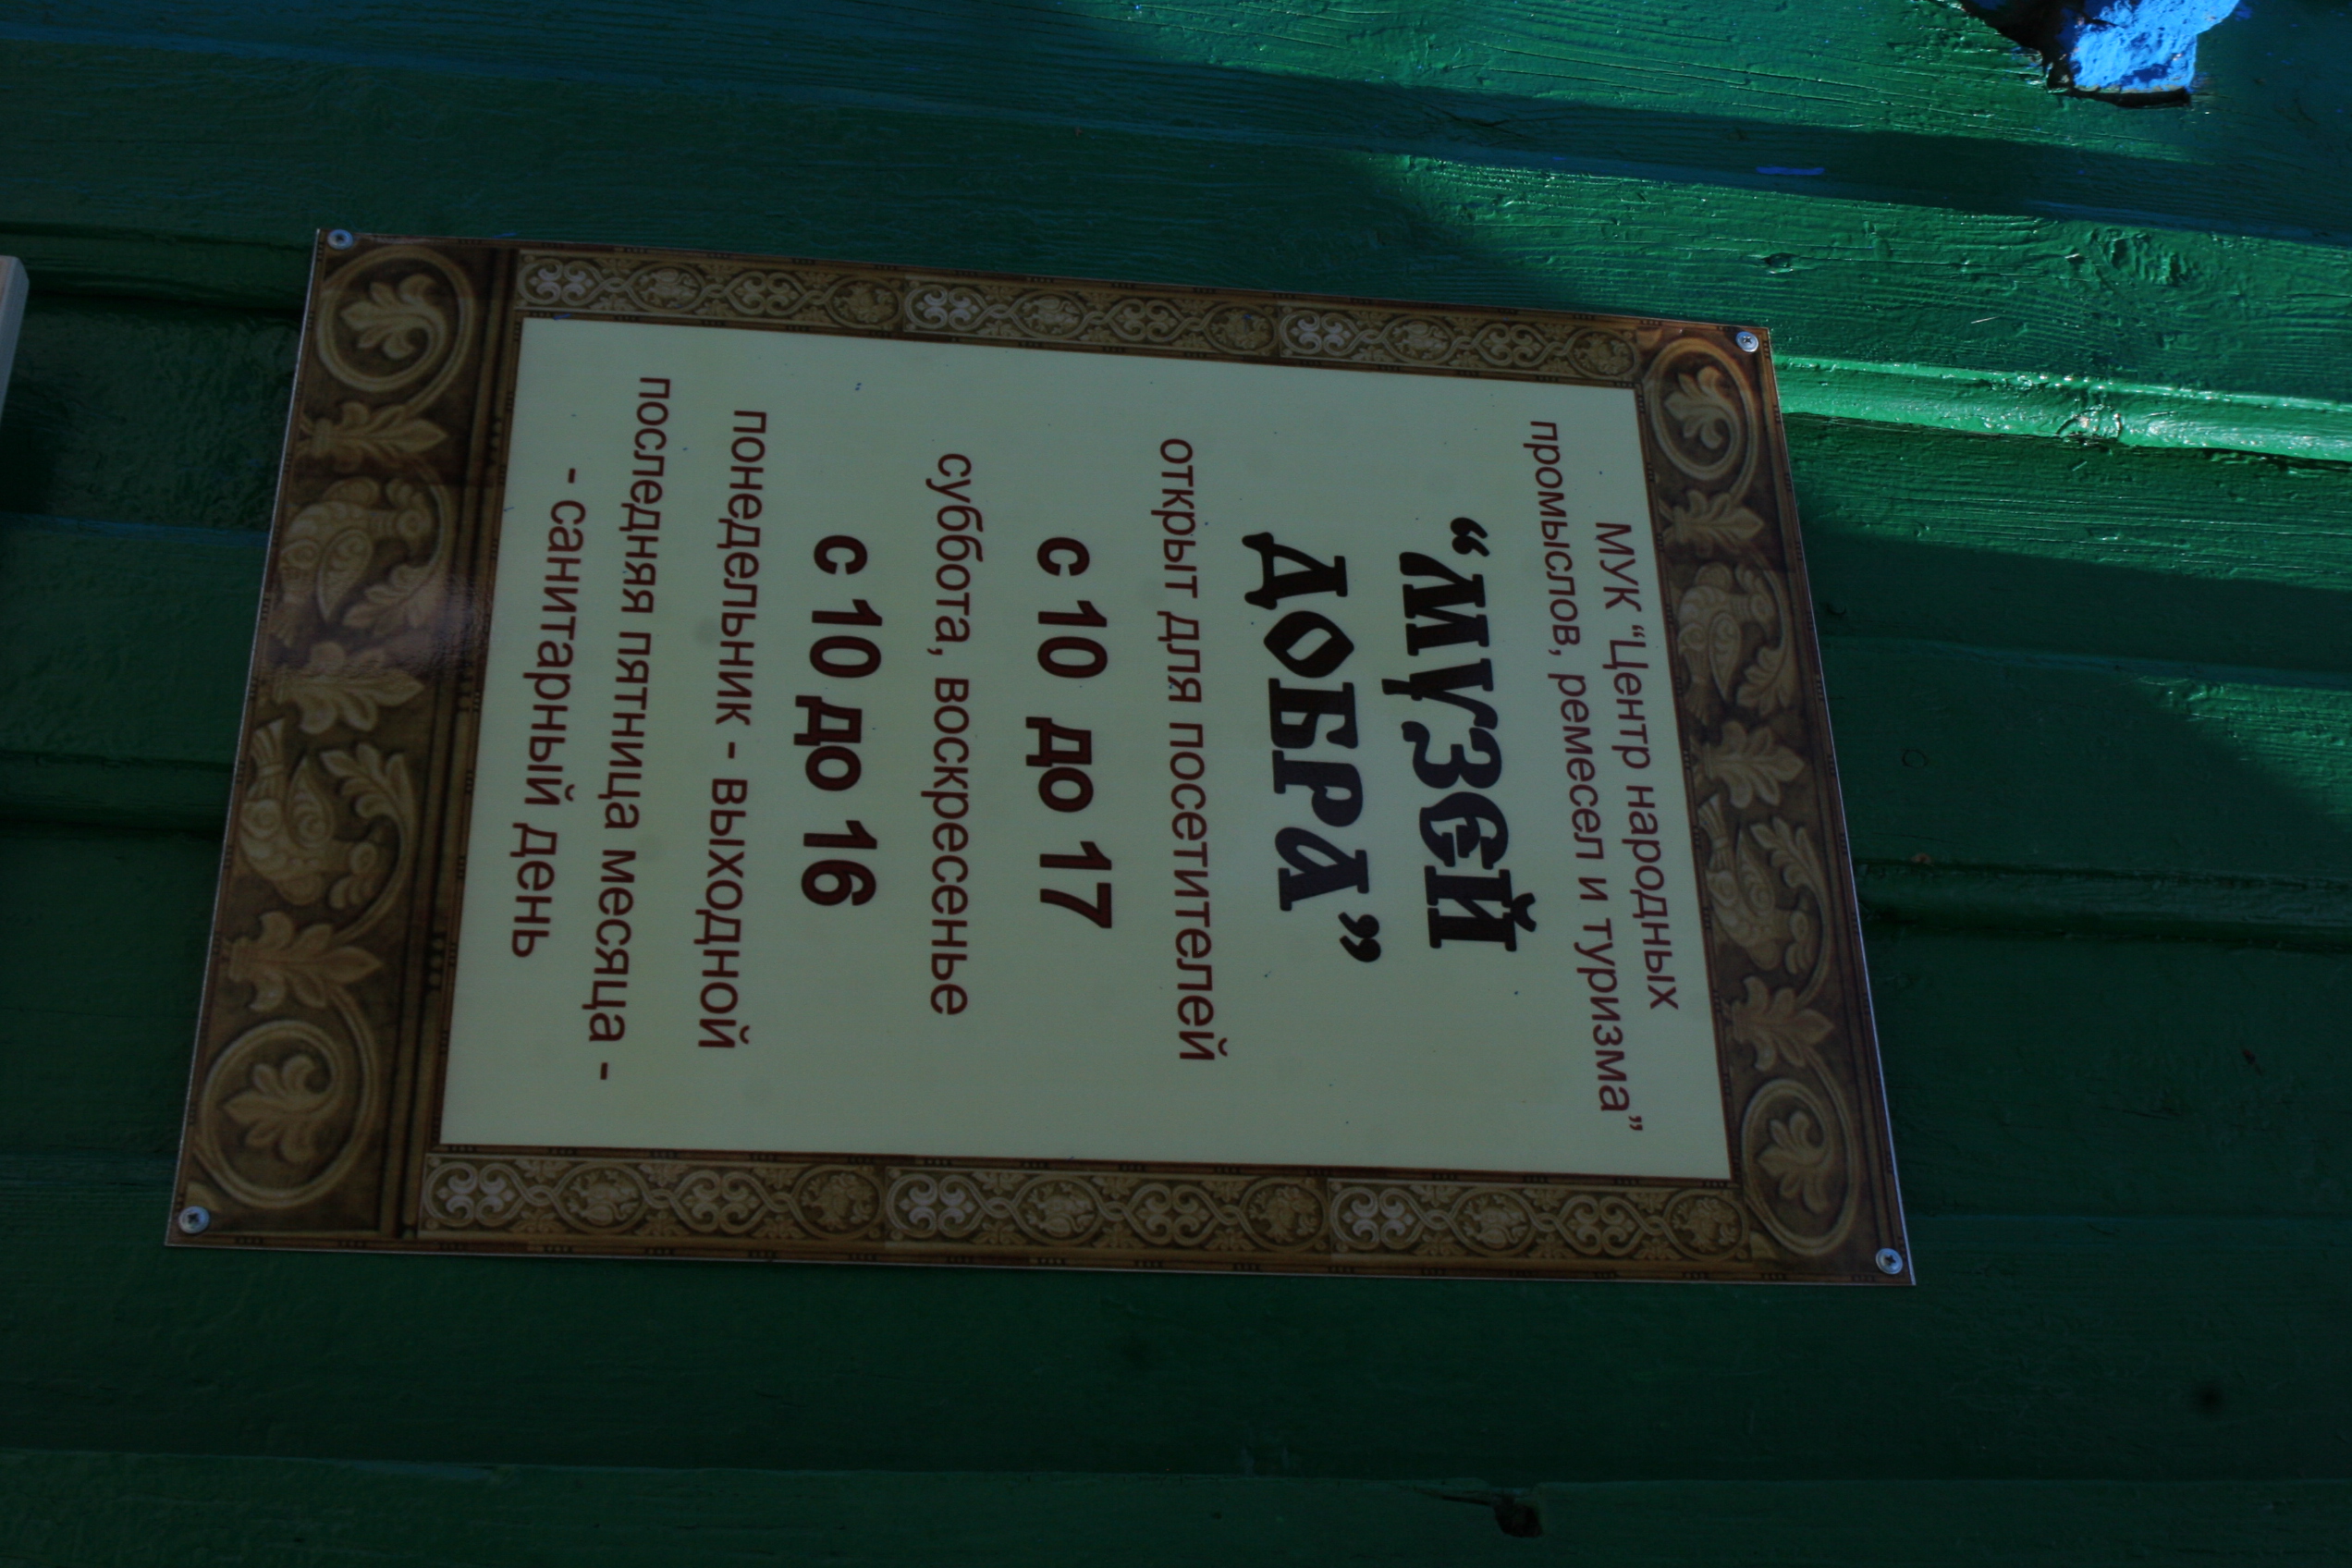 МУК “Центр народных
промыслов, ремесел и туризма”
“МУЗЕЙ
ДОБРА”
открыт для посетителей
с 10 до 17
суббота, воскресенье
с 10 до 16
понедельник - выходной
последняя пятница месяца -
- санитарный день